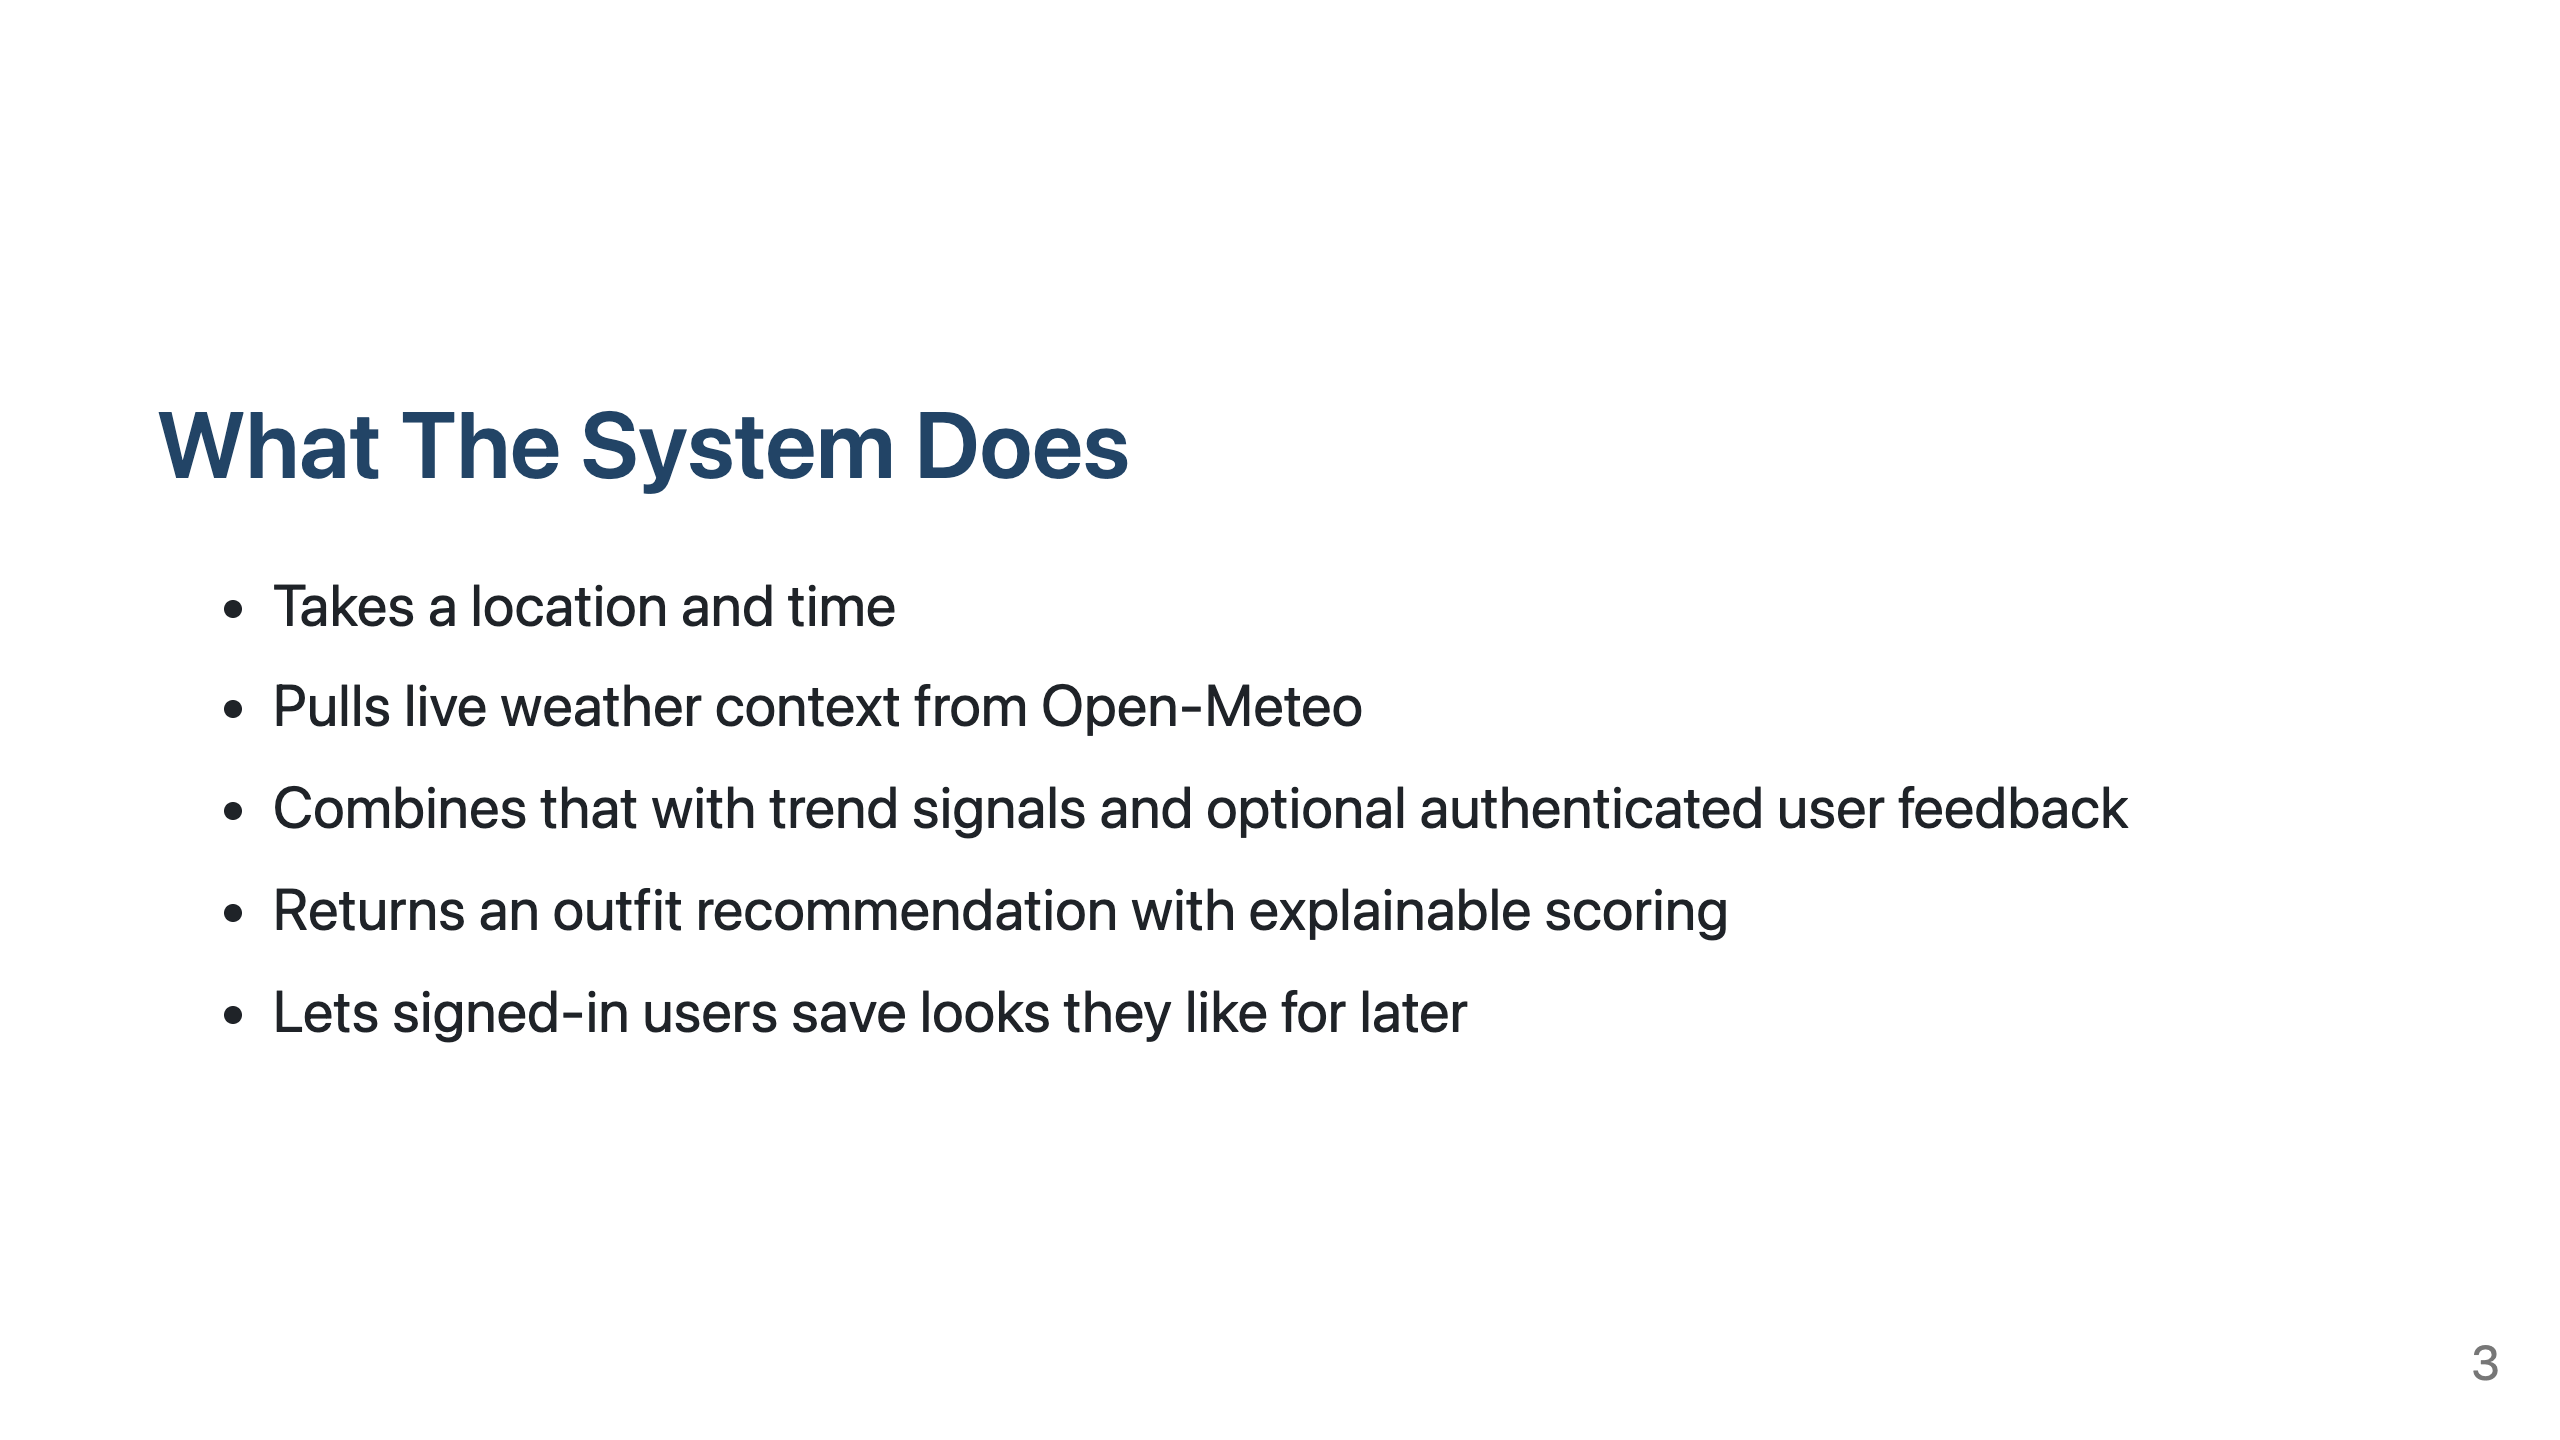 What The System Does
• Takes a location and time
• Pulls live weather context from Open-Meteo
• Combines that with trend signals and optional authenticated user feedback
• Returns an outfit recommendation with explainable scoring
• Lets signed-in users save looks they like for later
3